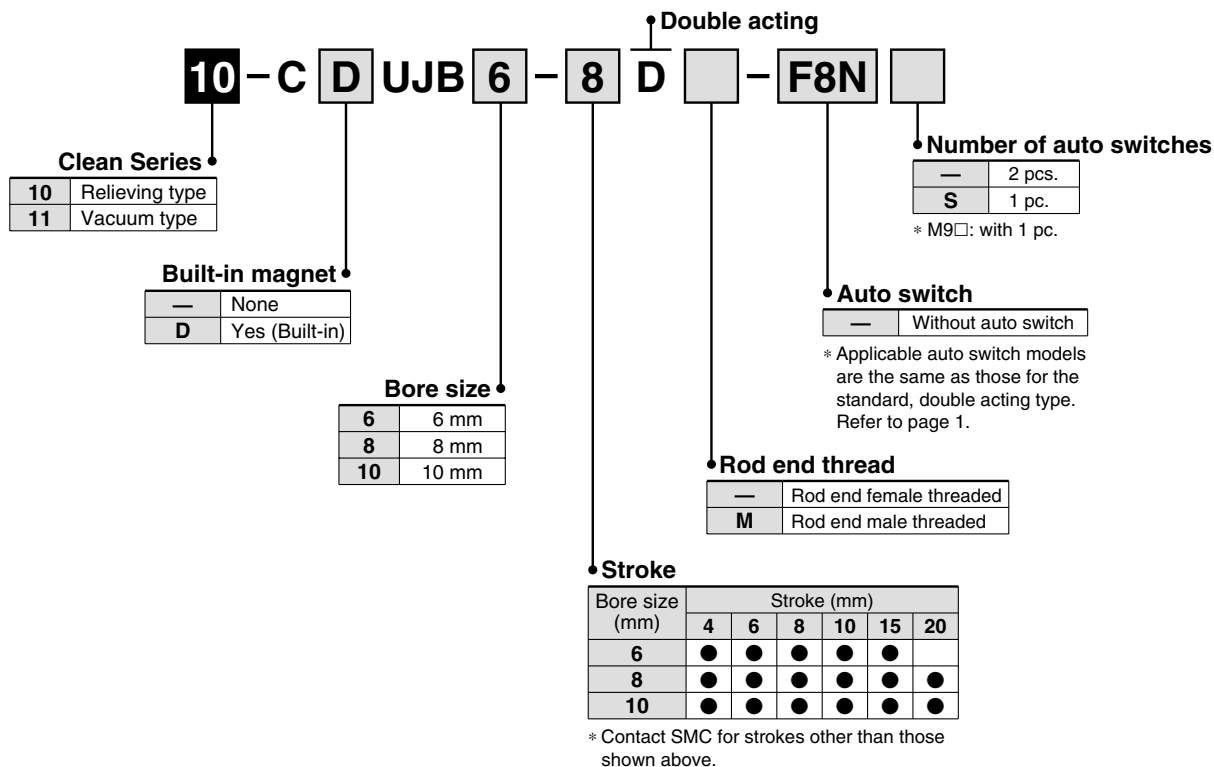 Double acting
10 – C D UJB 6 – 8 D – F8N
Clean Series
10 Relieving type
11 Vacuum type
Built-in magnet
— None
D Yes (Built-in)
Bore size
6 6 mm
8 8 mm
10 10 mm
Number of auto switches
— 2 pcs.
S 1 pc.
* M9□: with 1 pc.
Auto switch
— Without auto switch
* Applicable auto switch models
are the same as those for the
standard, double acting type.
Refer to page 1.
Rod end thread
— Rod end female threaded
M Rod end male threaded
Stroke
Bore size Stroke (mm)
(mm) 4 6 8 10 15 20
6 ● ● ● ● ●
8 ● ● ● ● ● ●
10 ● ● ● ● ● ●
* Contact SMC for strokes other than those
shown above.